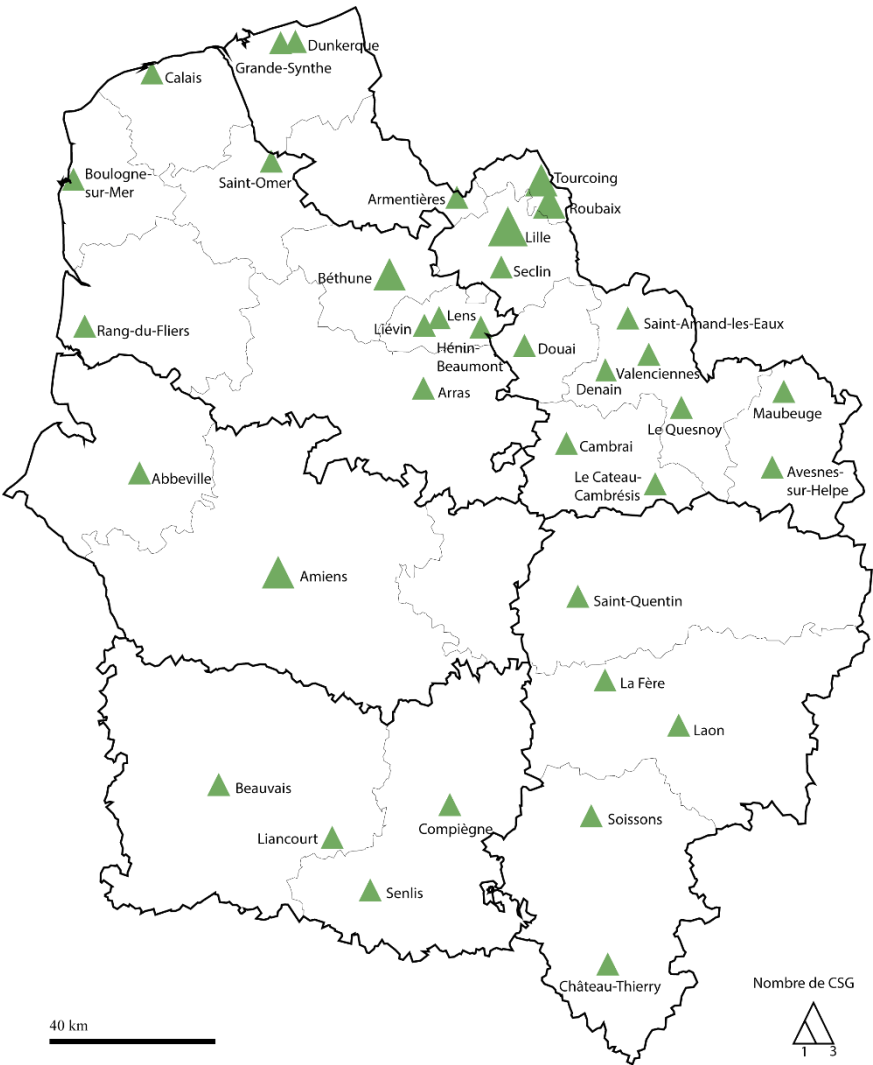 Dunkerque
Grande-Synthe
Calais
Boulogne-
sur-Mer
Saint-Omer
Armentières
Tourcoing
Roubaix
Lille
Seclin
Béthune
Lens
Liévin
Hénin-
Beaumont
Rang-du-Fliers
Douai
Saint-Amand-les-Eaux
Valenciennes
Denain
Arras
Maubeuge
Le Quesnoy
Cambrai
Le Cateau-
Cambrésis
Avesnes-
sur-Helpe
Abbeville
Amiens
Saint-Quentin
La Fère
Laon
Beauvais
Liancourt
Compiègne
Soissons
Senlis
Château-Thierry
Nombre de CSG
1 3
40 km